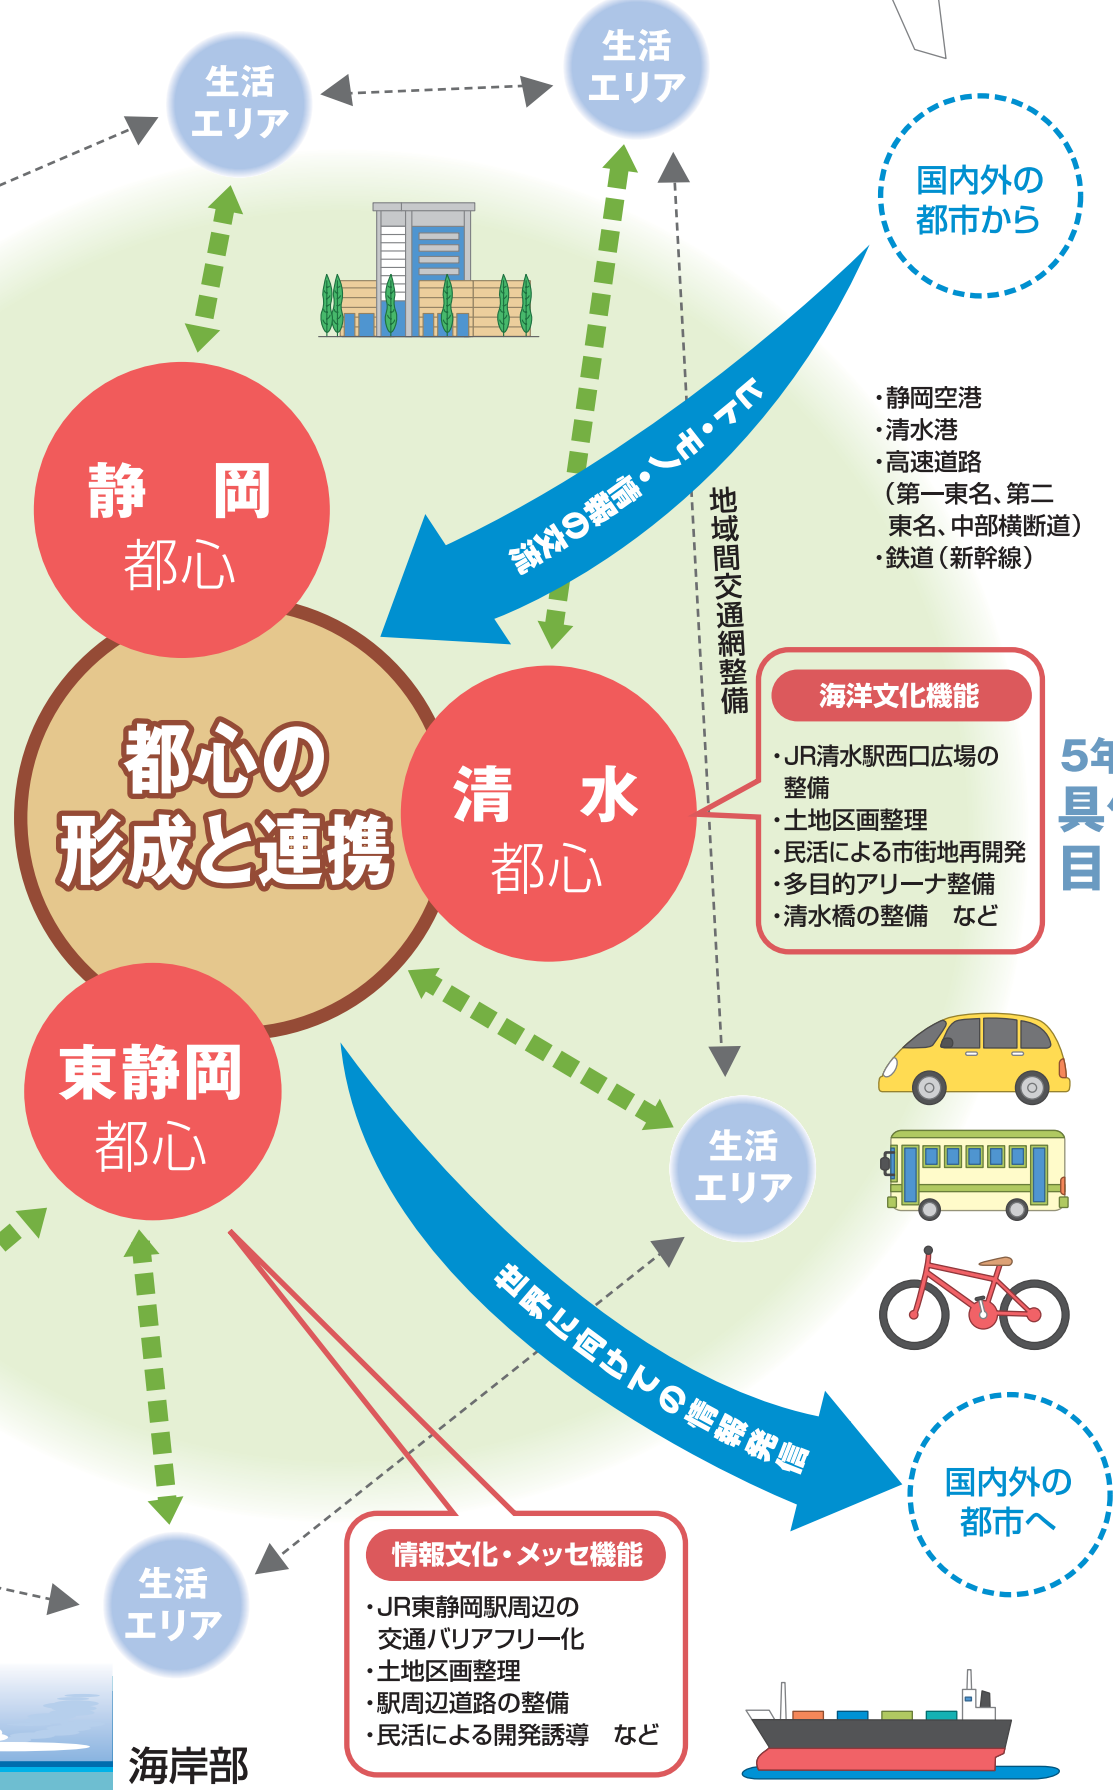 生活
エリア
生活
エリア
国内外の
都市から
ヒト・モノ・情報の交流
・静岡空港
・清水港
・高速道路
（第一東名、第二
東名、中部横断道）
・鉄道（新幹線）
地域間交通網整備
静　岡
都心
都心の
形成と連携
清　水
都心
海洋文化機能
・JR清水駅西口広場の
整備
・土地区画整理
・民活による市街地再開発
・多目的アリーナ整備
・清水橋の整備　など
5年
具
目
東静岡
都心
生活
エリア
世界に向けての情報発信
国内外の
都市へ
生活
エリア
情報文化・メッセ機能
・JR東静岡駅周辺の
交通バリアフリー化
・土地区画整理
・駅周辺道路の整備
・民活による開発誘導　など
海岸部